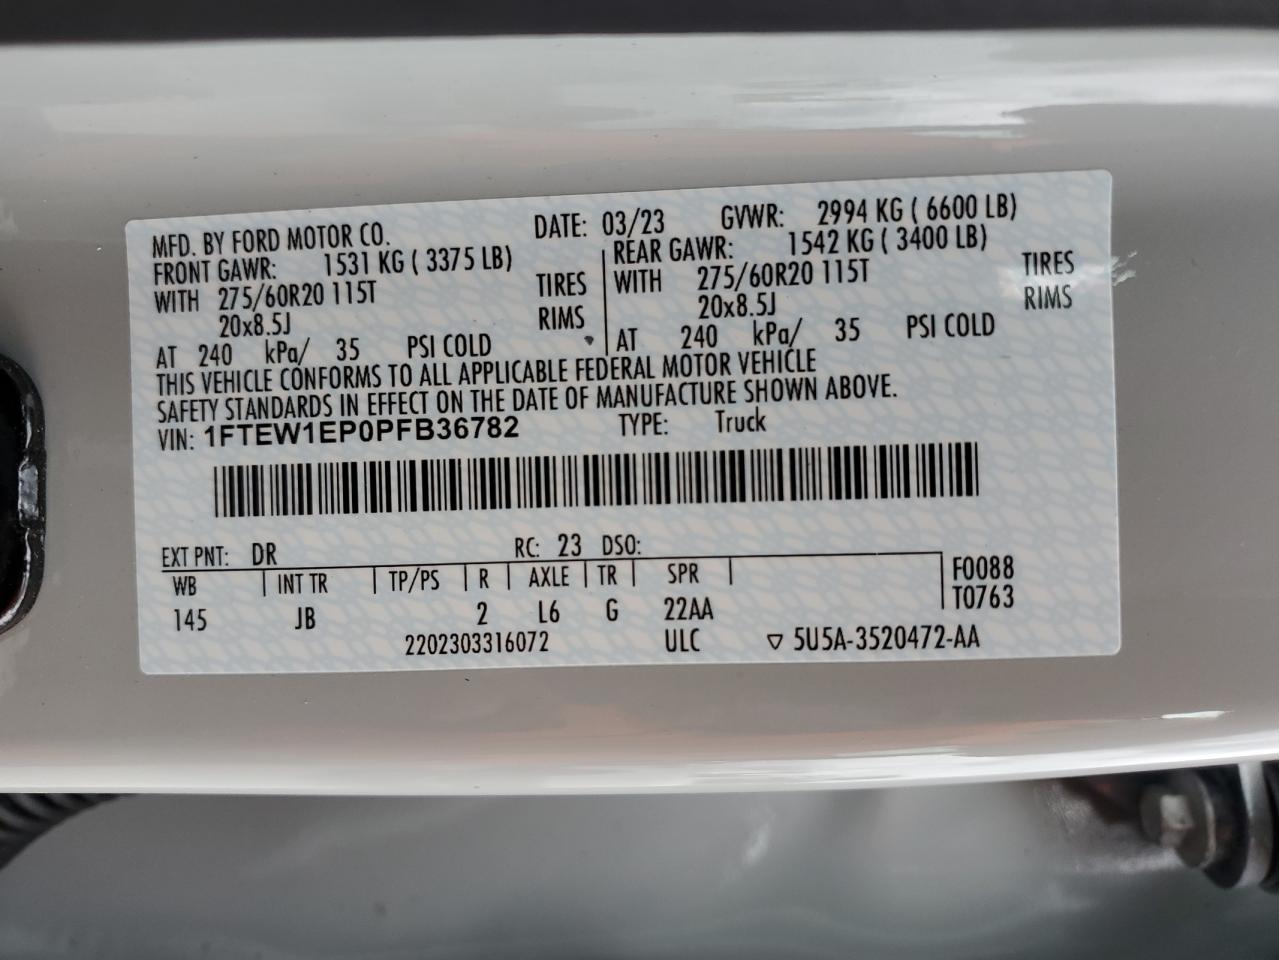 MFD. BY FORD MOTOR CO. DATE: 03/23 GVWR: 2994 KG ( 6600 LB)
FRONT GAWR: 1531 KG ( 3375 LB) REAR GAWR: 1542 KG ( 3400 LB)
WITH 275/60R20 115T TIRES WITH 275/60R20 115T TIRES
20x8.5J RIMS 20x8.5J RIMS
AT 240 kPa/ 35 PSI COLD AT 240 kPa/ 35 PSI COLD
THIS VEHICLE CONFORMS TO ALL APPLICABLE FEDERAL MOTOR VEHICLE
SAFETY STANDARDS IN EFFECT ON THE DATE OF MANUFACTURE SHOWN ABOVE.
VIN: 1FTEW1EP0PFB36782 TYPE: Truck
EXT PNT: DR RC: 23 DSO:
WB INT TR TP/PS R AXLE TR SPR F0088
145 JB 2 L6 G 22AA T0763
2202303316072 ULC ▽ 5U5A-3520472-AA